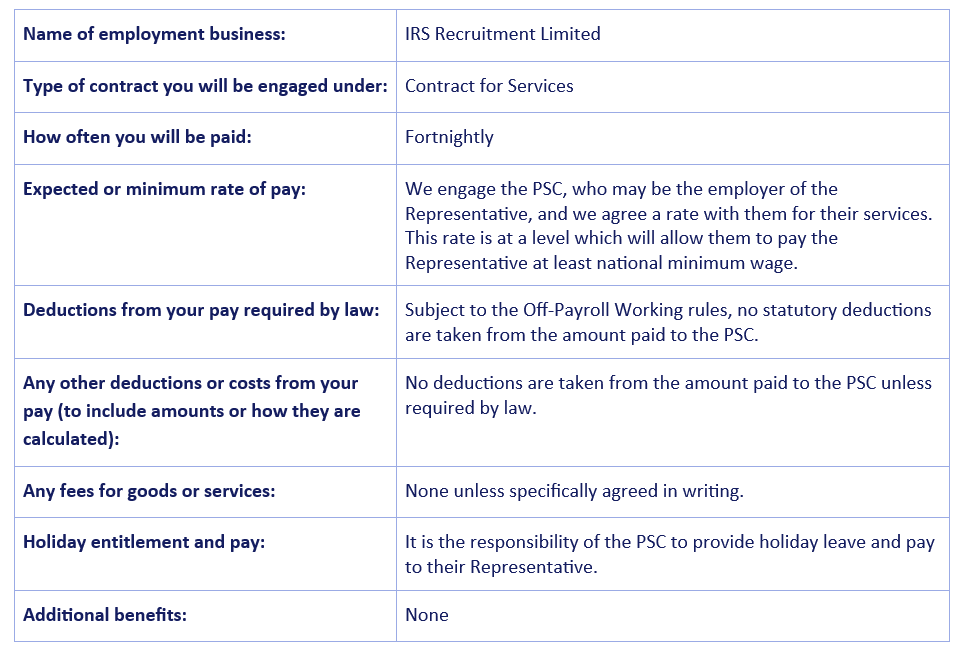 Name of employment business:
IRS Recruitment Limited
Type of contract you will be engaged under:
Contract for Services
How often you will be paid:
Fortnightly
Expected or minimum rate of pay:
We engage the PSC, who may be the employer of the
Representative, and we agree a rate with them for their services.
This rate is at a level which will allow them to pay the
Representative at least national minimum wage.
Deductions from your pay required by law:
Subject to the Off-Payroll Working rules, no statutory deductions
are taken from the amount paid to the PSC.
Any other deductions or costs from your
pay (to include amounts or how they are
calculated):
No deductions are taken from the amount paid to the PSC unless
required by law.
Any fees for goods or services:
None unless specifically agreed in writing.
Holiday entitlement and pay:
It is the responsibility of the PSC to provide holiday leave and pay
to their Representative.
Additional benefits:
None